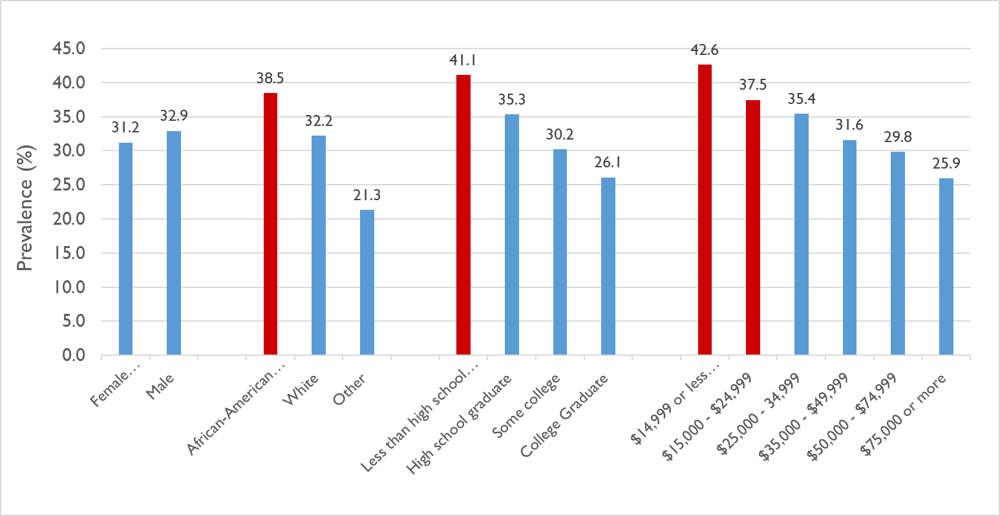 Prevalence (%)
45.0
40.0
35.0
30.0
25.0
20.0
15.0
10.0
5.0
0.0
31.2
32.9
38.5
32.2
21.3
41.1
35.3
30.2
26.1
42.6
37.5
35.4
31.6
29.8
25.9
Female...
Male
African-American...
White
Other
Less than high school...
High school graduate
Some college
College Graduate
$14,999 or less...
$15,000 - $24,999
$25,000 - 34,999
$35,000 - $49,999
$50,000 - $74,999
$75,000 or more